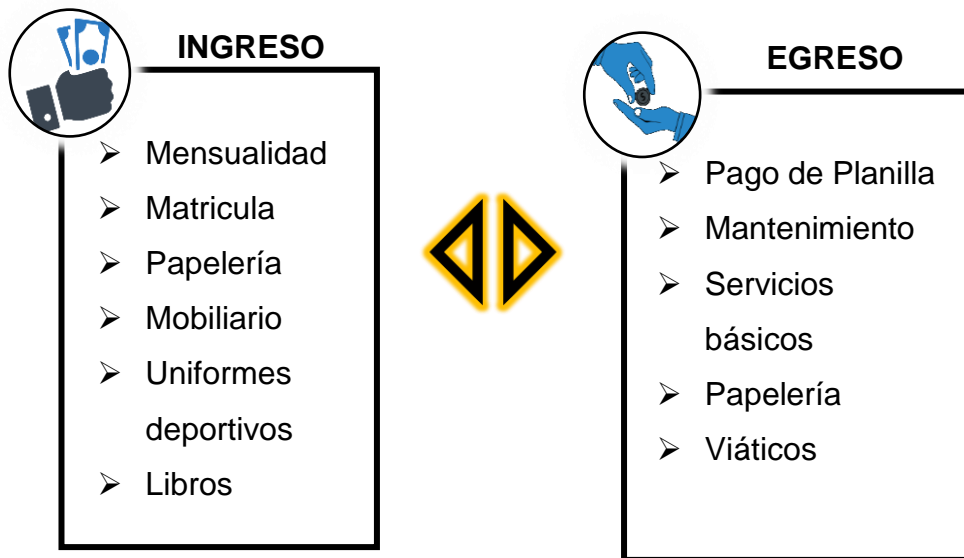 INGRESO
Mensualidad
Matricula
Papelería
Mobiliario
Uniformes
deportivos
Libros
EGRESO
Pago de Planilla
Mantenimiento
Servicios
básicos
Papelería
Viáticos